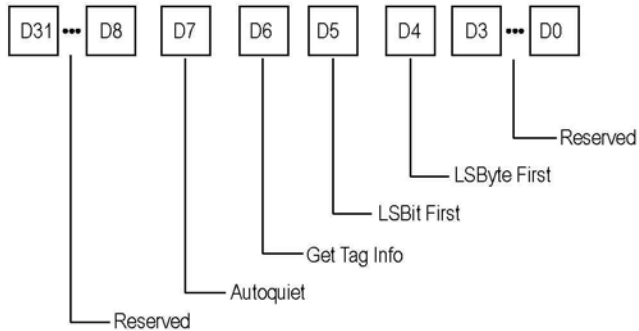 D31 ••• D8 D7 D6 D5 D4 D3 ••• D0
Reserved
LSByte First
LSBit First
Get Tag Info
Autoquiet
Reserved